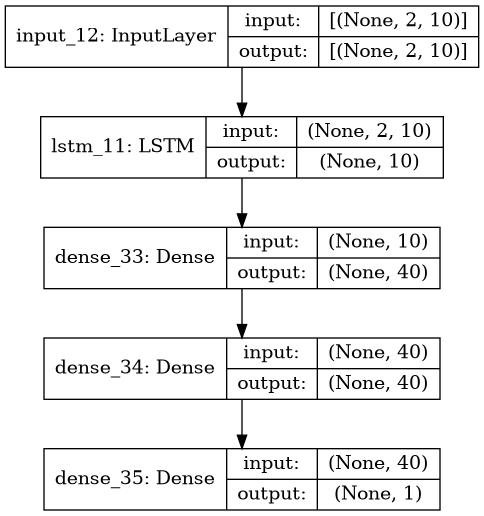 input_12: InputLayer
input: [(None, 2, 10)]
output: [(None, 2, 10)]
lstm_11: LSTM
input: (None, 2, 10)
output: (None, 10)
dense_33: Dense
input: (None, 10)
output: (None, 40)
dense_34: Dense
input: (None, 40)
output: (None, 40)
dense_35: Dense
input: (None, 40)
output: (None, 1)